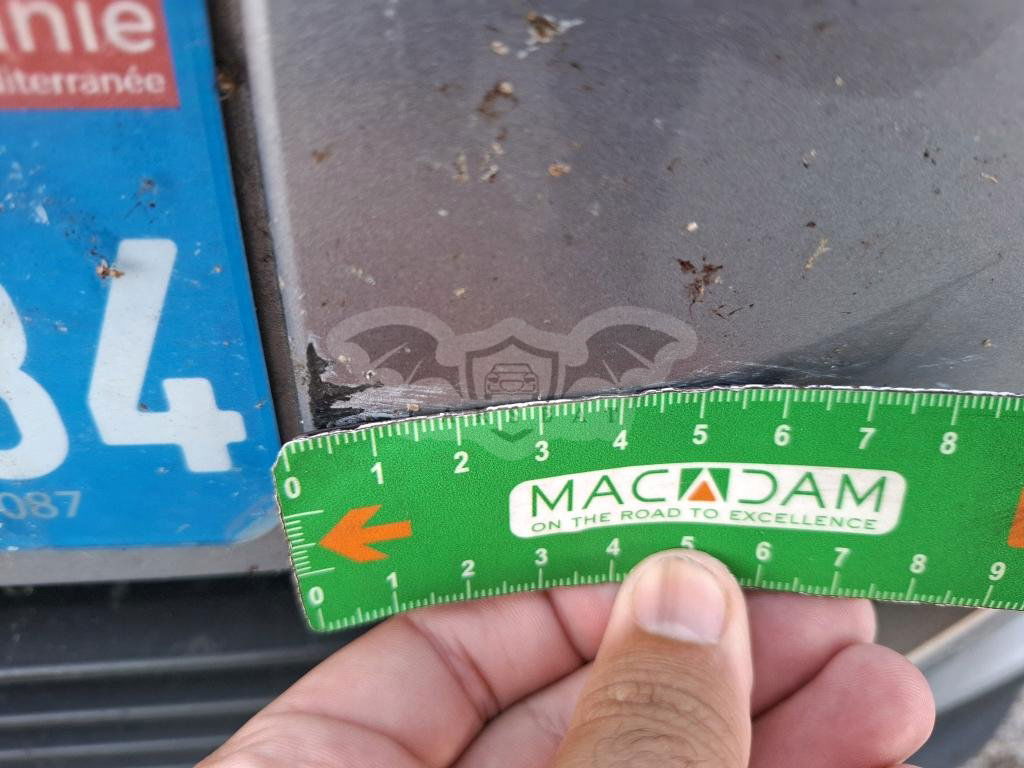 nie
diterranée
34
087
0 1 2 3 4 5 6 7 8
MACADAM
ON THE ROAD TO EXCELLENCE
0 1 2 3 4 5 6 7 8 9